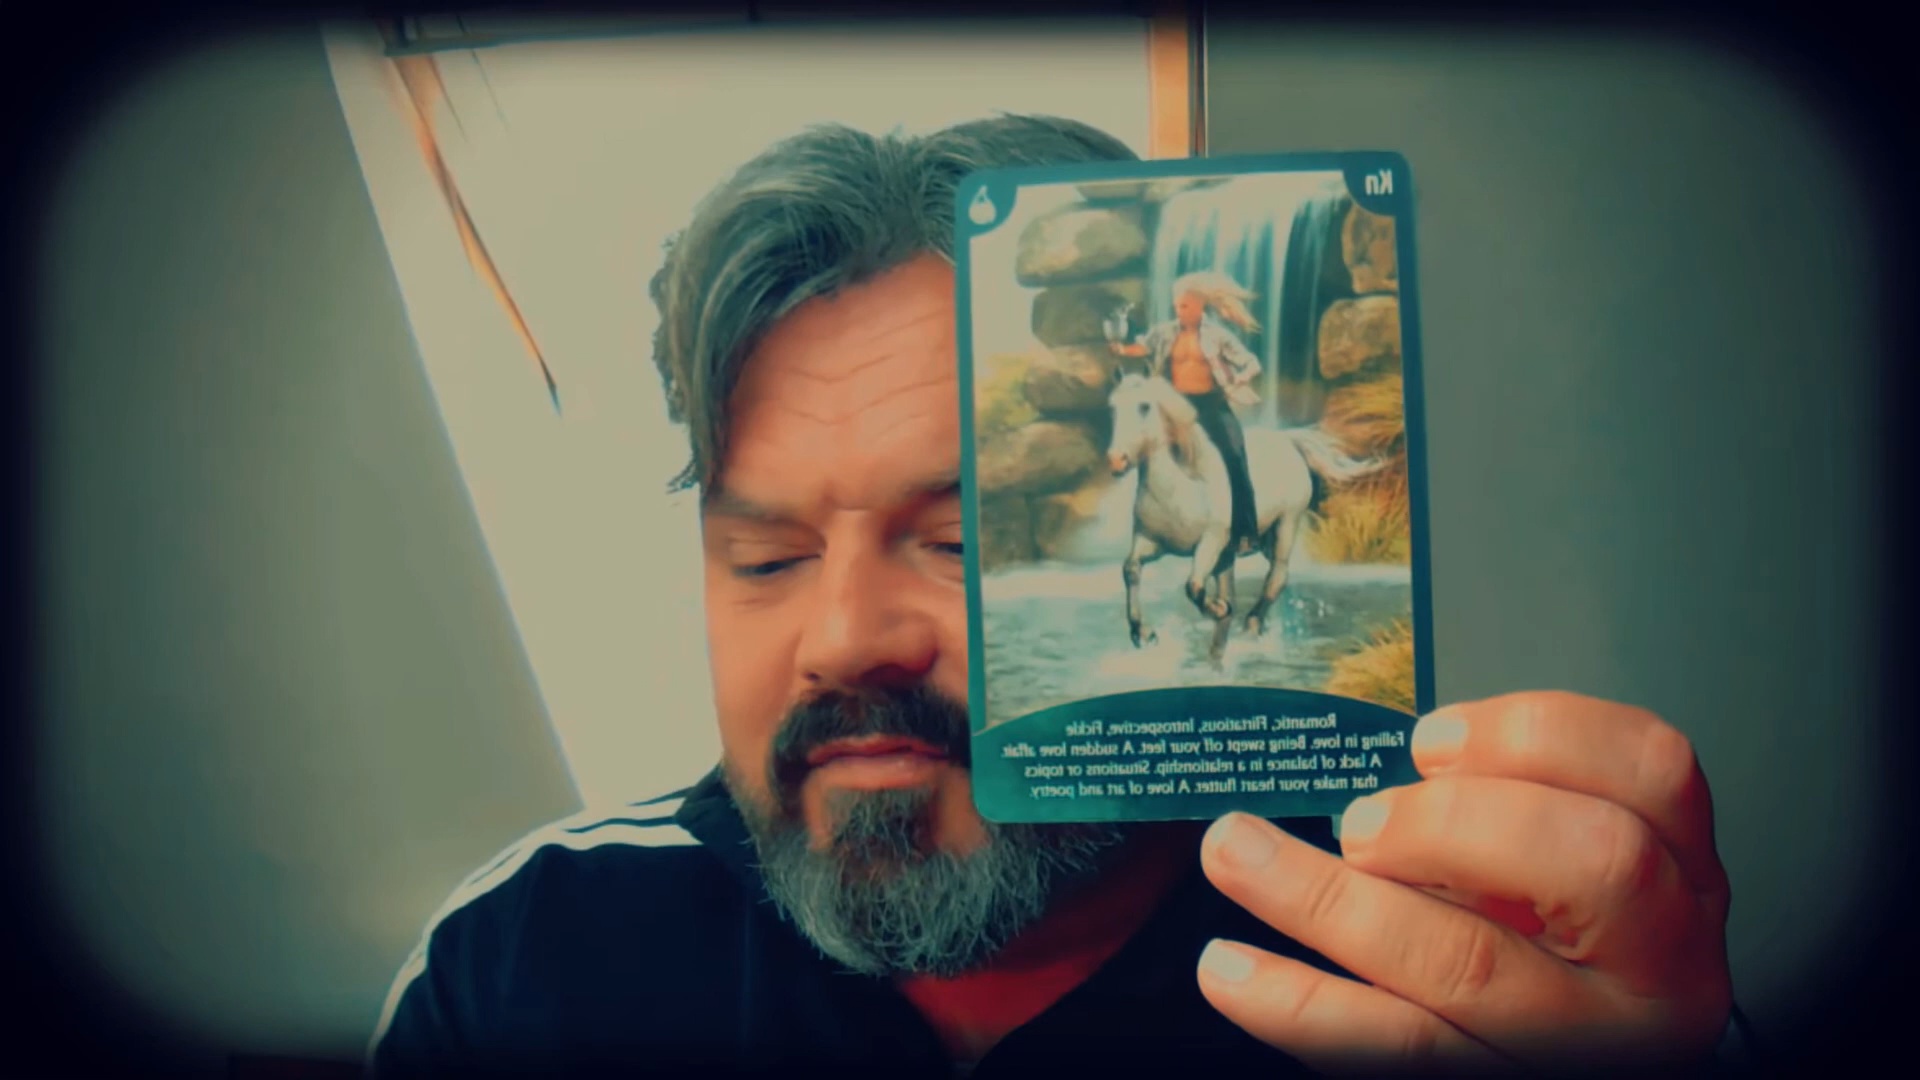 Kn
Romantic, Flirtatious, Introspective, Fickle
Falling in love. Being swept off your feet. A sudden love affair.
A lack of balance in a relationship. Situations or topics
that make your heart flutter. A love of art and poetry.